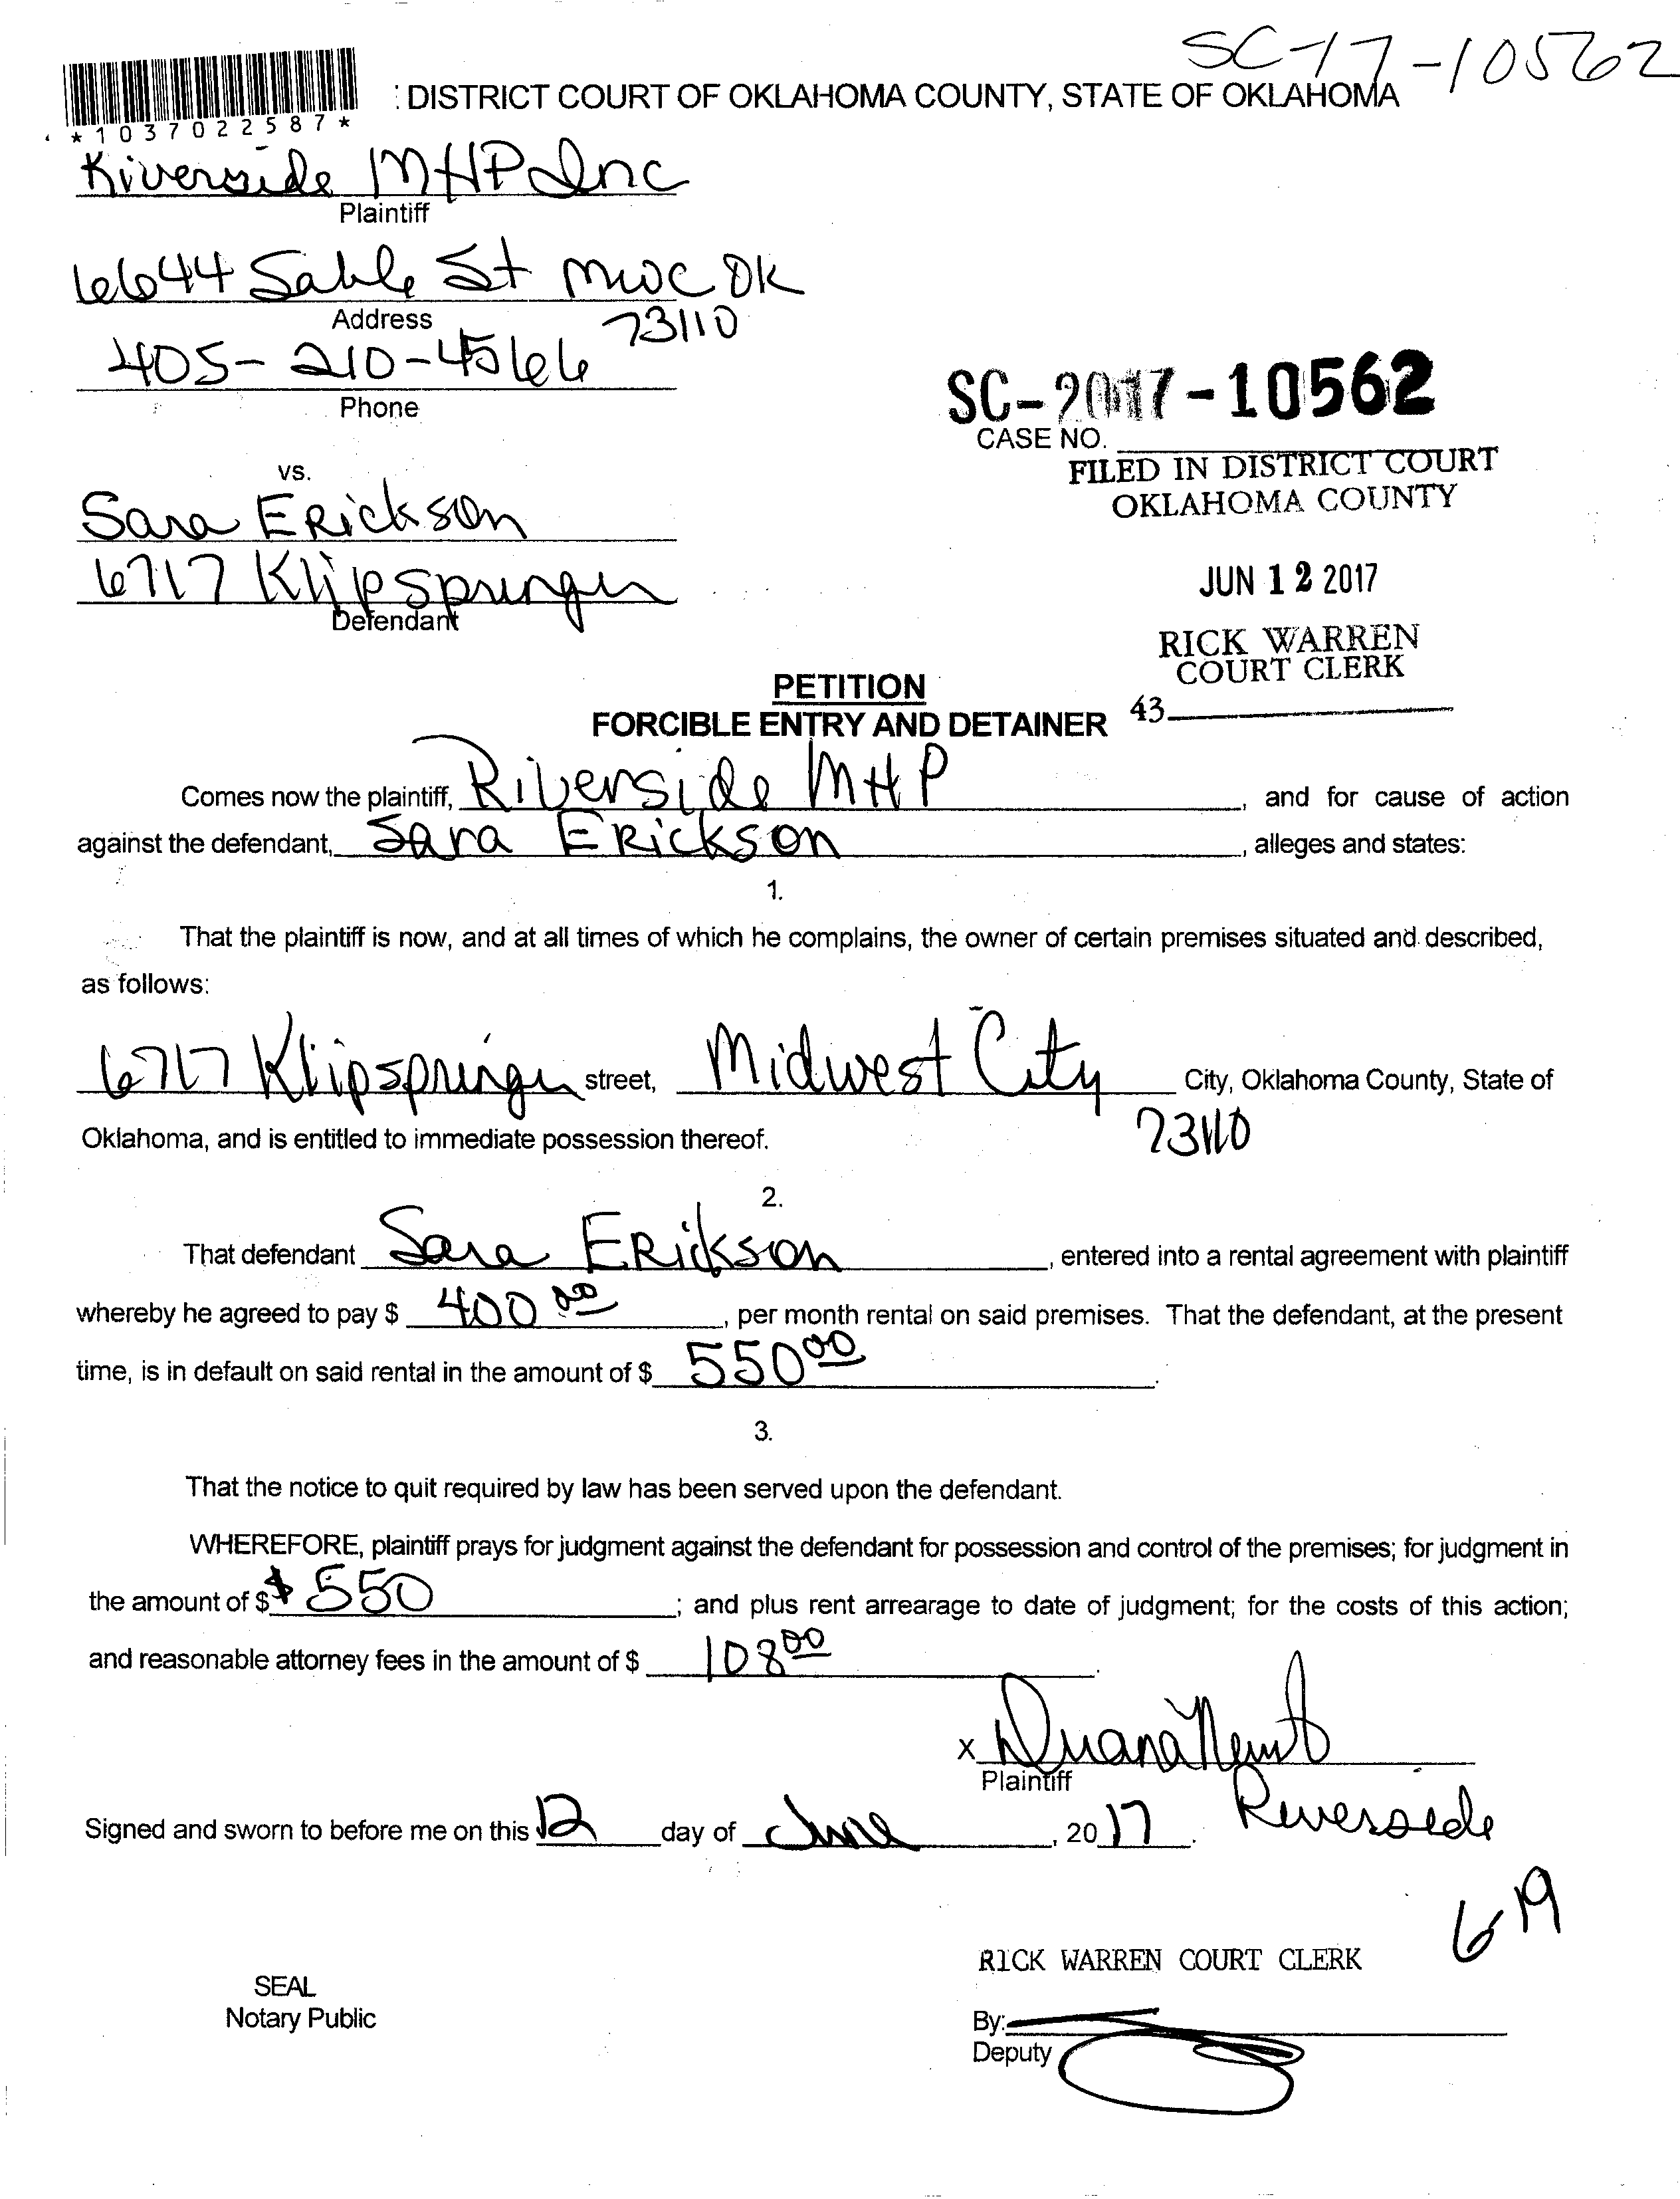 SC-17-10562
: DISTRICT COURT OF OKLAHOMA COUNTY, STATE OF OKLAHOMA
*1037022587*
Riverside MHP Inc
Plaintiff
6644 Sable St MWC OK
Address
73110
405-210-4566
Phone
SC-2017-10562
CASE NO.
FILED IN DISTRICT COURT
OKLAHOMA COUNTY
vs.
Sara ERickson
6717 Klipspringer
Defendant
JUN 12 2017
RICK WARREN
COURT CLERK
43
PETITION
FORCIBLE ENTRY AND DETAINER
Comes now the plaintiff, Riverside MHP, and for cause of action
against the defendant, Sara ERickson, alleges and states:
1.
That the plaintiff is now, and at all times of which he complains, the owner of certain premises situated and described,
as follows:
6717 Klipspringer street, Midwest City City, Oklahoma County, State of
73110
Oklahoma, and is entitled to immediate possession thereof.
2.
That defendant Sara ERickson, entered into a rental agreement with plaintiff
whereby he agreed to pay $ 400 00, per month rental on said premises. That the defendant, at the present
time, is in default on said rental in the amount of $ 550 00.
3.
That the notice to quit required by law has been served upon the defendant.
WHEREFORE, plaintiff prays for judgment against the defendant for possession and control of the premises; for judgment in
the amount of $ $ 550; and plus rent arrearage to date of judgment; for the costs of this action;
and reasonable attorney fees in the amount of $ 108 00.
x
Plaintiff
Riverside
Signed and sworn to before me on this 12 day of June, 2017.
6 19
RICK WARREN COURT CLERK
SEAL
Notary Public
By:
Deputy